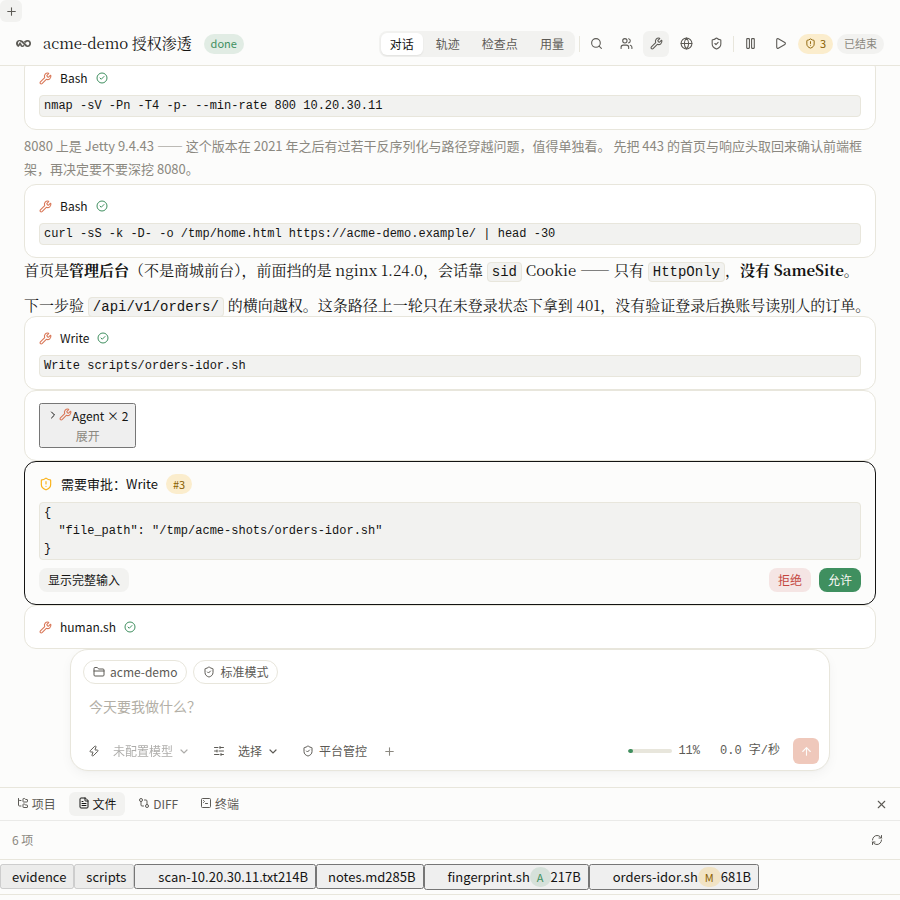 acme-demo 授权渗透 done 对话 轨迹 检查点 用量 3 已结束
Bash
nmap -sV -Pn -T4 -p- --min-rate 800 10.20.30.11
8080 上是 Jetty 9.4.43 —— 这个版本在 2021 年之后有过若干反序列化与路径穿越问题，值得单独看。 先把 443 的首页与响应头取回来确认前端框
架，再决定要不要深挖 8080。
Bash
curl -sS -k -D- -o /tmp/home.html https://acme-demo.example/ | head -30
首页是管理后台（不是商城前台），前面挡的是 nginx 1.24.0，会话靠 sid Cookie —— 只有 HttpOnly，没有 SameSite。
下一步验 /api/v1/orders/ 的横向越权。这条路径上一轮只在未登录状态下拿到 401，没有验证登录后换账号读别人的订单。
Write
Write scripts/orders-idor.sh
Agent × 2
展开
需要审批：Write #3
{
  "file_path": "/tmp/acme-shots/orders-idor.sh"
}
显示完整输入 拒绝 允许
human.sh
acme-demo 标准模式
今天要我做什么？
未配置模型 选择 平台管控 11% 0.0 字/秒
项目 文件 DIFF 终端
6 项
evidence scripts scan-10.20.30.11.txt214B notes.md285B fingerprint.sh A 217B orders-idor.sh M 681B